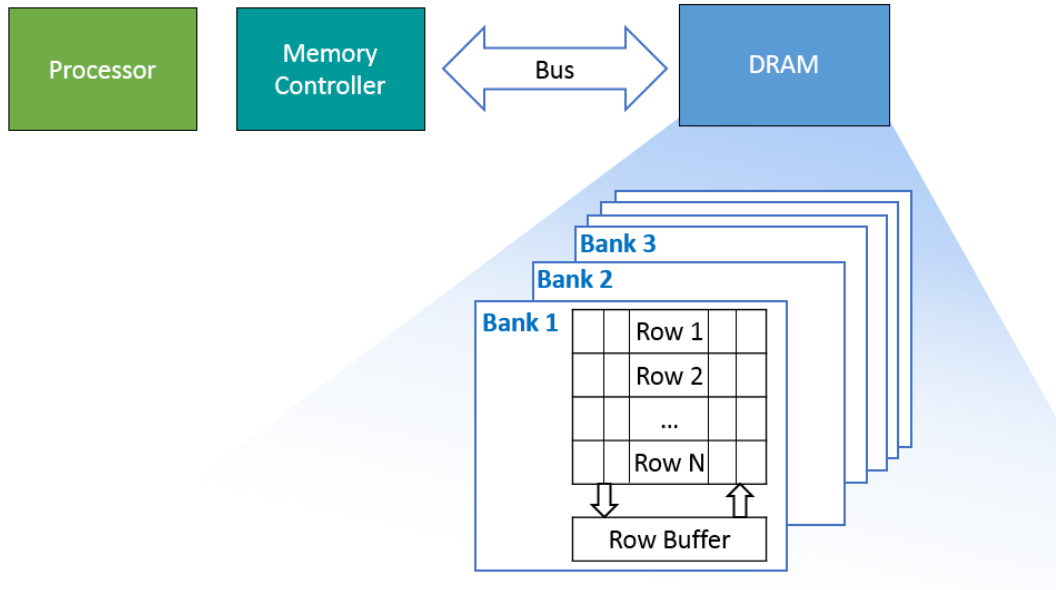 Processor
Memory
Controller
Bus
DRAM
Bank 3
Bank 2
Bank 1
Row 1
Row 2
...
Row N
Row Buffer